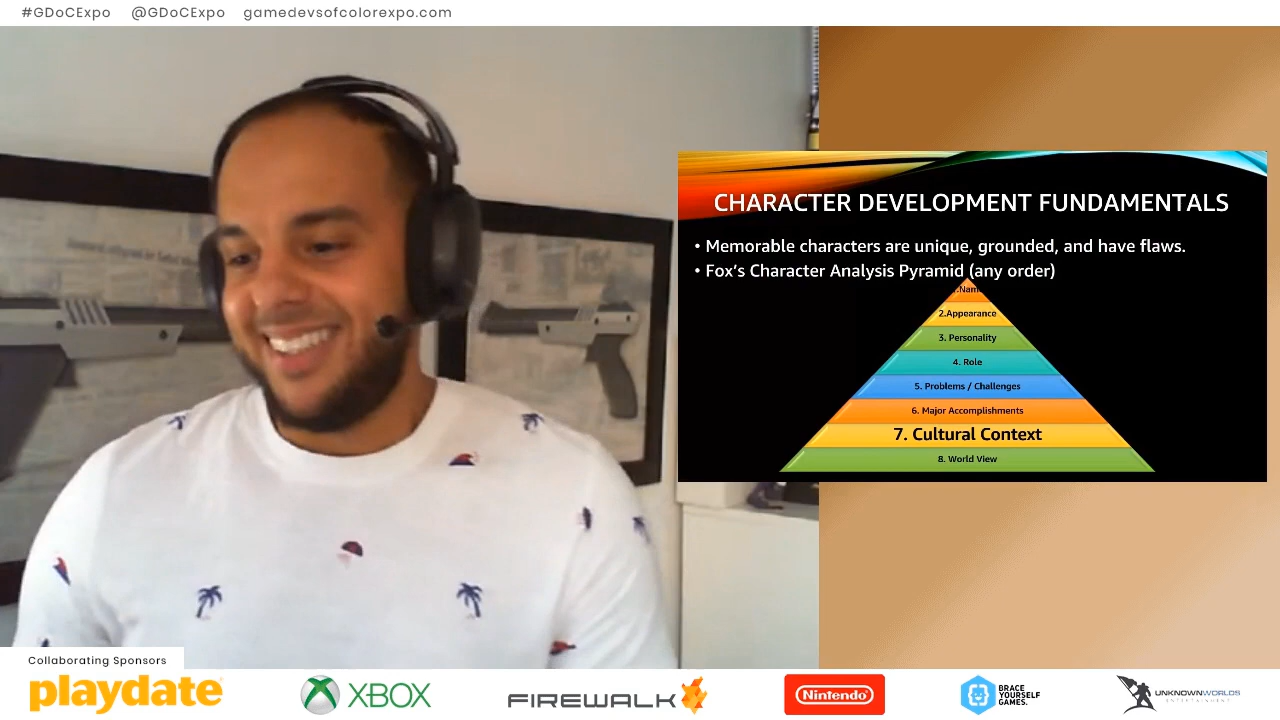 #GDoCExpo @GDoCExpo gamedevsofcolorexpo.com
CHARACTER DEVELOPMENT FUNDAMENTALS
• Memorable characters are unique, grounded, and have flaws.
• Fox's Character Analysis Pyramid (any order)
.Nam
2.Appearance
3. Personality
4. Role
5. Problems / Challenges
6. Major Accomplishments
7. Cultural Context
8. World View
Collaborating Sponsors
playdate
XBOX
FIREWALK
Nintendo
BRACE
YOURSELF
GAMES.
UNKNOWNWORLDS
ENTERTAINMENT